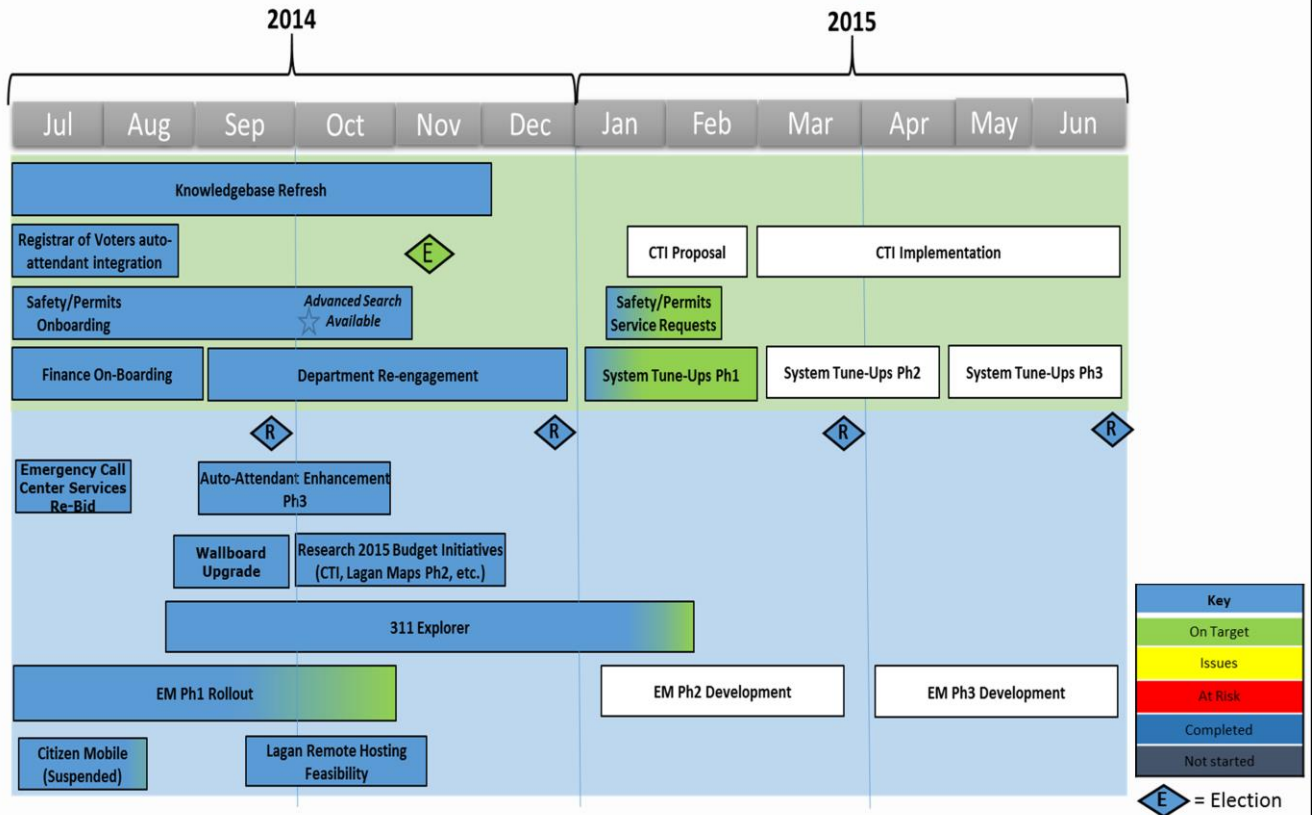 2014
2015
Jul Aug Sep Oct Nov Dec Jan Feb Mar Apr May Jun
Knowledgebase Refresh
Registrar of Voters auto-
attendant integration
E
CTI Proposal
CTI Implementation
Safety/Permits
Onboarding
Advanced Search
Available
Safety/Permits
Service Requests
Finance On-Boarding
Department Re-engagement
System Tune-Ups Ph1
System Tune-Ups Ph2
System Tune-Ups Ph3
R
R
R
R
Emergency Call
Center Services
Re-Bid
Auto-Attendant Enhancement
Ph3
Wallboard
Upgrade
Research 2015 Budget Initiatives
(CTI, Lagan Maps Ph2, etc.)
311 Explorer
EM Ph1 Rollout
EM Ph2 Development
EM Ph3 Development
Citizen Mobile
(Suspended)
Lagan Remote Hosting
Feasibility
Key
On Target
Issues
At Risk
Completed
Not started
E = Election